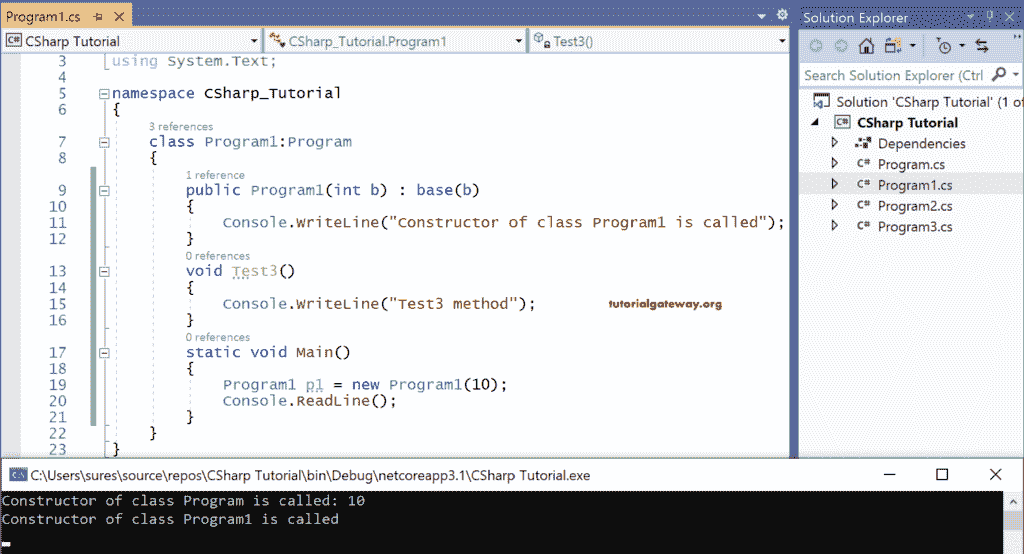 Program1.cs
CSharp Tutorial
CSharp_Tutorial.Program1
Test3()
3 using System.Text;
4
5 namespace CSharp_Tutorial
6 {
3 references
7 class Program1:Program
8 {
1 reference
9 public Program1(int b) : base(b)
10 {
11 Console.WriteLine("Constructor of class Program1 is called");
12 }
0 references
13 void Test3()
14 {
15 Console.WriteLine("Test3 method");
16 }
tutorialgateway.org
0 references
17 static void Main()
18 {
19 Program1 p1 = new Program1(10);
20 Console.ReadLine();
21 }
22 }
23 }
Solution Explorer
Search Solution Explorer (Ctrl
Solution 'CSharp Tutorial' (1 of
C# CSharp Tutorial
Dependencies
C# Program.cs
C# Program1.cs
C# Program2.cs
C# Program3.cs
C:\Users\sures\source\repos\CSharp Tutorial\bin\Debug\netcoreapp3.1\CSharp Tutorial.exe
Constructor of class Program is called: 10
Constructor of class Program1 is called